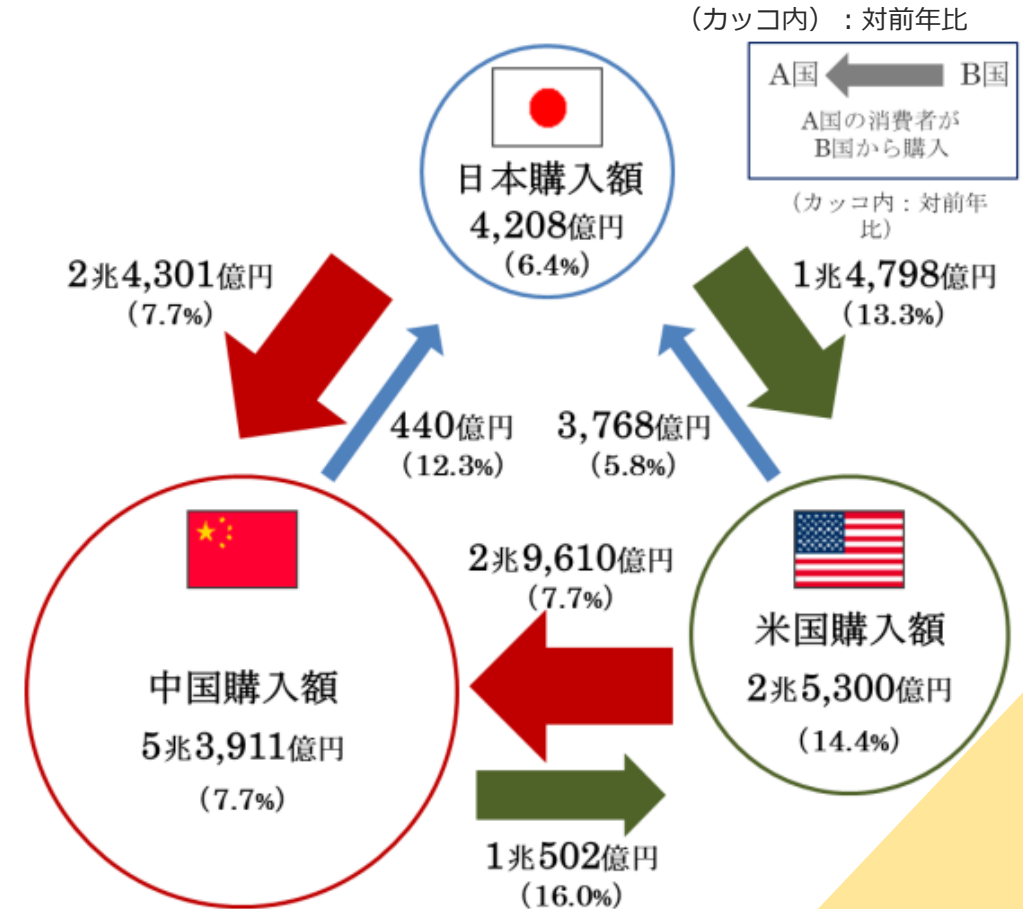 （カッコ内）：対前年比
A国 B国
A国の消費者が
B国から購入
（カッコ内：対前年
比）
日本購入額
4,208億円
（6.4%）
2兆4,301億円
（7.7%）
1兆4,798億円
（13.3%）
440億円
（12.3%）
3,768億円
（5.8%）
2兆9,610億円
（7.7%）
中国購入額
5兆3,911億円
（7.7%）
米国購入額
2兆5,300億円
（14.4%）
1兆502億円
（16.0%）